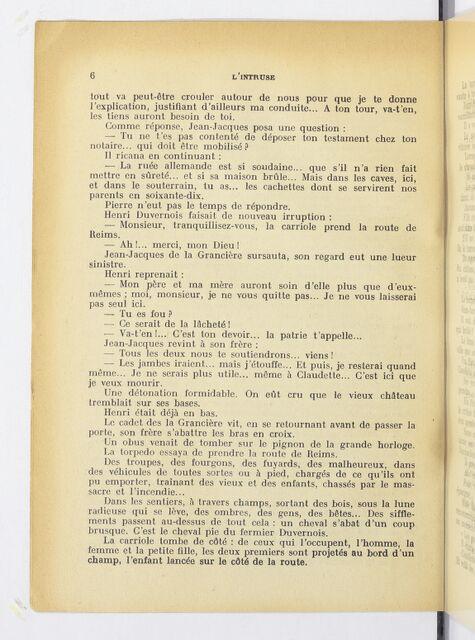 6
L'INTRUSE
tout va peut-être crouler autour de nous pour que je te donne
l'explication, justifiant d'ailleurs ma conduite... A ton tour, va-t'en,
les tiens auront besoin de toi.
Comme réponse, Jean-Jacques posa une question :
— Tu ne t'es pas contenté de déposer ton testament chez ton
notaire... qui doit être mobilisé ?
Il ricana en continuant :
— La ruée allemande est si soudaine... que s'il n'a rien fait
mettre en sûreté... et si sa maison brûle... Mais dans les caves, ici,
et dans le souterrain, tu as... les cachettes dont se servirent nos
parents en soixante-dix.
Pierre n'eut pas le temps de répondre.
Henri Duvernois faisait de nouveau irruption :
— Monsieur, tranquillisez-vous, la carriole prend la route de
Reims.
— Ah !... merci, mon Dieu !
Jean-Jacques de la Grancière sursauta, son regard eut une lueur
sinistre.
Henri reprenait :
— Mon père et ma mère auront soin d'elle plus que d'eux-
mêmes ; moi, monsieur, je ne vous quitte pas... Je ne vous laisserai
pas seul ici.
— Tu es fou ?
— Ce serait de la lâcheté !
— Va-t'en !... C'est ton devoir... la patrie t'appelle...
Jean-Jacques revint à son frère :
— Tous les deux nous te soutiendrons... viens !
— Les jambes iraient... mais j'étouffe... Et puis, je resterai quand
même... Je ne serais plus utile... même à Claudette... C'est ici que
je veux mourir.
Une détonation formidable. On eût cru que le vieux château
tremblait sur ses bases.
Henri était déjà en bas.
Le cadet des la Grancière vit, en se retournant avant de passer la
porte, son frère s'abattre les bras en croix.
Un obus venait de tomber sur le pignon de la grande horloge.
La torpedo essaya de prendre la route de Reims.
Des troupes, des fourgons, des fuyards, des malheureux, dans
des véhicules de toutes sortes ou à pied, chargés de ce qu'ils ont
pu emporter, traînant des vieux et des enfants, chassés par le mas-
sacre et l'incendie...
Dans les sentiers, à travers champs, sortant des bois, sous la lune
radieuse qui se lève, des ombres, des gens, des bêtes... Des siffle-
ments passent au-dessus de tout cela : un cheval s'abat d'un coup
brusque. C'est le cheval pie du fermier Duvernois.
La carriole tombe de côté : de ceux qui l'occupent, l'homme, la
femme et la petite fille, les deux premiers sont projetés au bord d'un
champ, l'enfant lancée sur le côté de la route.